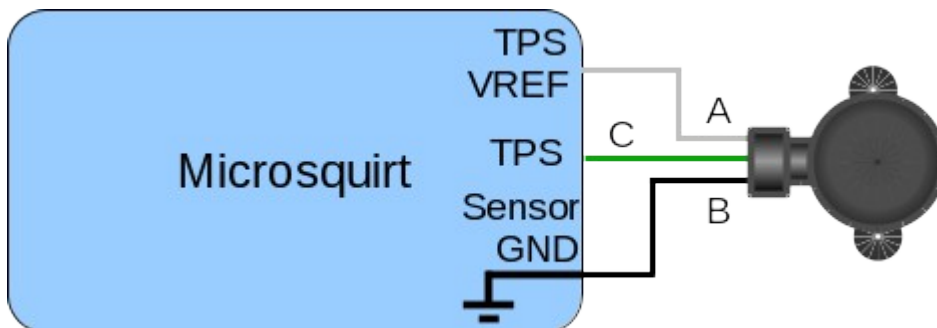 TPS
VREF
A
C
TPS
Microsquirt
Sensor
B
GND